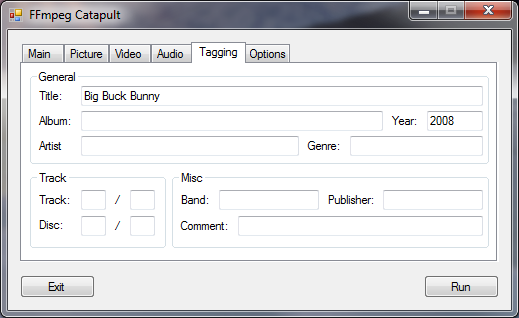 FFmpeg Catapult
Main Picture Video Audio Tagging Options
General
Title: Big Buck Bunny
Album: Year: 2008
Artist Genre:
Track Misc
Track: / Band: Publisher:
Disc: / Comment:
Exit Run